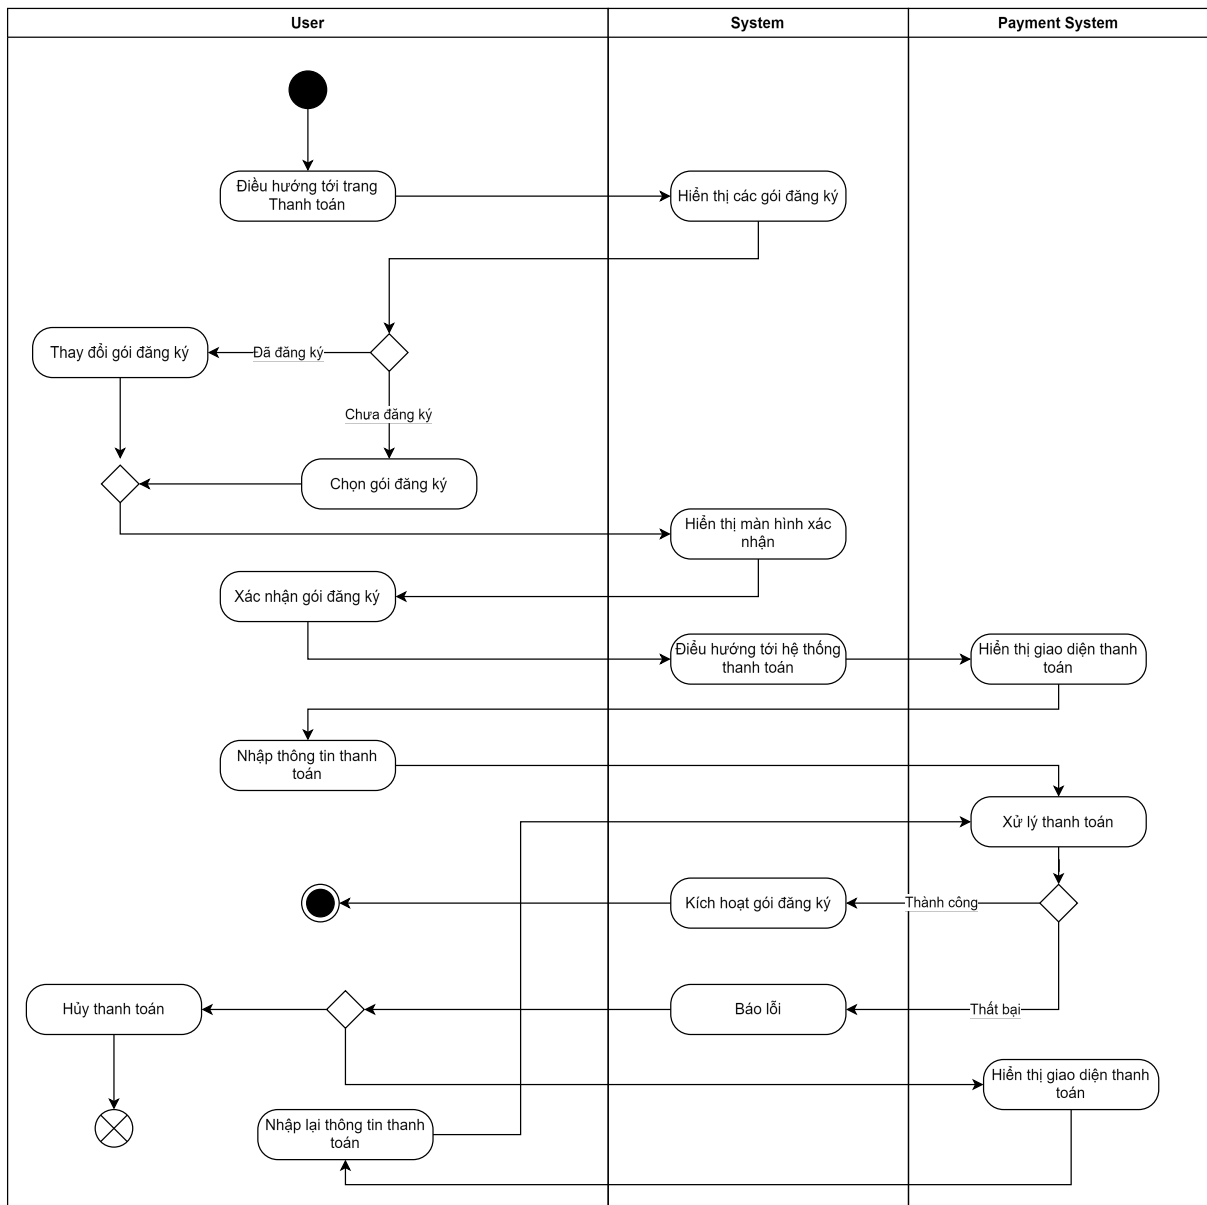 User
System
Payment System
Điều hướng tới trang
Thanh toán
Hiển thị các gói đăng ký
Thay đổi gói đăng ký
Đã đăng ký
Chưa đăng ký
Chọn gói đăng ký
Hiển thị màn hình xác
nhận
Xác nhận gói đăng ký
Điều hướng tới hệ thống
thanh toán
Hiển thị giao diện thanh
toán
Nhập thông tin thanh
toán
Xử lý thanh toán
Kích hoạt gói đăng ký
Thành công
Hủy thanh toán
Báo lỗi
Thất bại
Hiển thị giao diện thanh
toán
Nhập lại thông tin thanh
toán